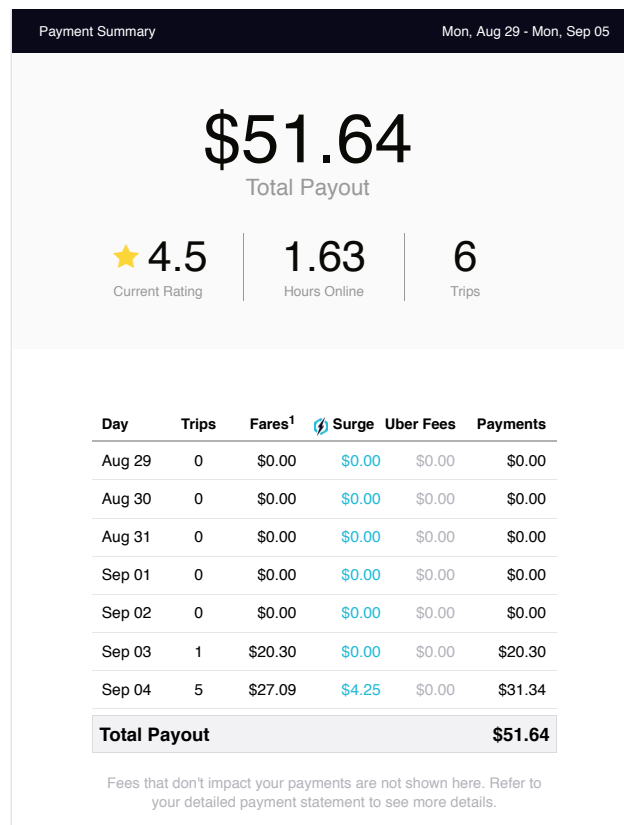 Payment Summary Mon, Aug 29 - Mon, Sep 05
$51.64
Total Payout
4.5 1.63 6
Current Rating Hours Online Trips
Day Trips Fares1 Surge Uber Fees Payments
Aug 29 0 $0.00 $0.00 $0.00 $0.00
Aug 30 0 $0.00 $0.00 $0.00 $0.00
Aug 31 0 $0.00 $0.00 $0.00 $0.00
Sep 01 0 $0.00 $0.00 $0.00 $0.00
Sep 02 0 $0.00 $0.00 $0.00 $0.00
Sep 03 1 $20.30 $0.00 $0.00 $20.30
Sep 04 5 $27.09 $4.25 $0.00 $31.34
Total Payout $51.64
Fees that don't impact your payments are not shown here. Refer to
your detailed payment statement to see more details.